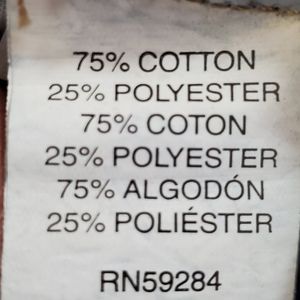 75% COTTON
25% POLYESTER
75% COTON
25% POLYESTER
75% ALGODÓN
25% POLIÉSTER
RN59284